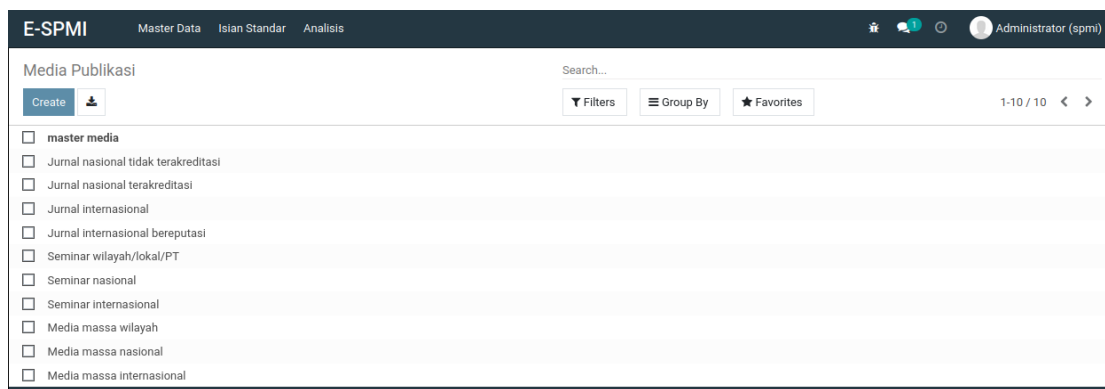 E-SPMI Master Data Isian Standar Analisis 1 Administrator (spmi)
Media Publikasi Search...
Create Filters Group By Favorites 1-10 / 10
master media
Jurnal nasional tidak terakreditasi
Jurnal nasional terakreditasi
Jurnal internasional
Jurnal internasional bereputasi
Seminar wilayah/lokal/PT
Seminar nasional
Seminar internasional
Media massa wilayah
Media massa nasional
Media massa internasional